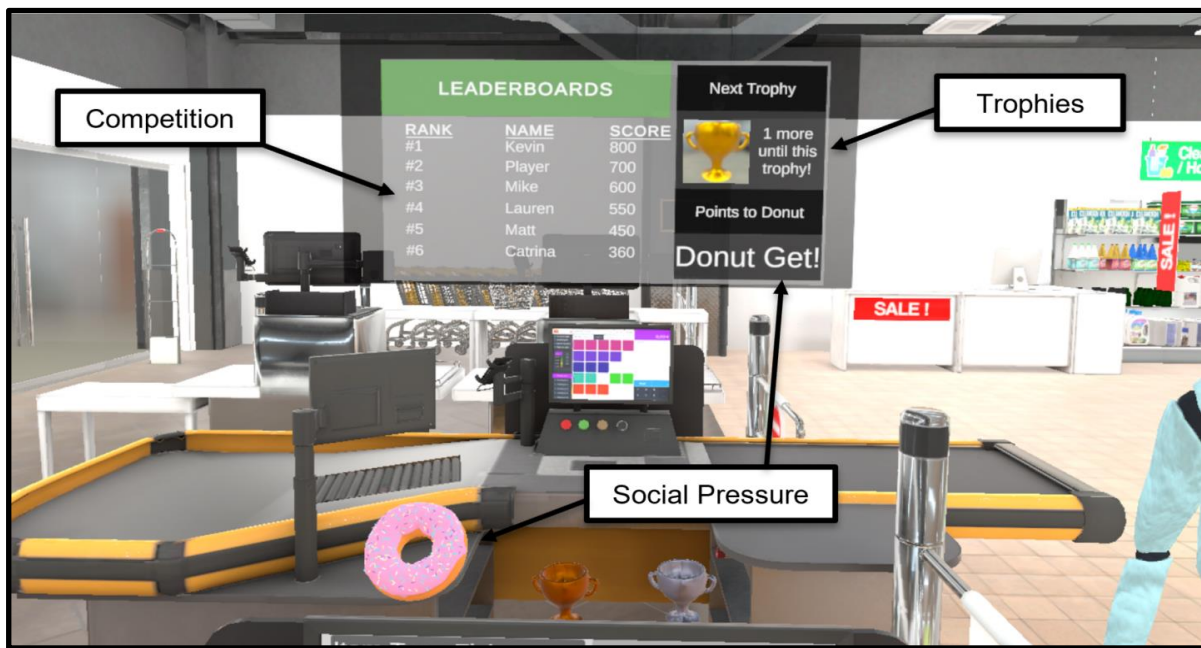 Competition
Trophies
Social Pressure
LEADERBOARDS
RANK NAME SCORE
#1 Kevin 800
#2 Player 700
#3 Mike 600
#4 Lauren 550
#5 Matt 450
#6 Catrina 360
Next Trophy
1 more
until this
trophy!
Points to Donut
Donut Get!
SALE !
SALE !